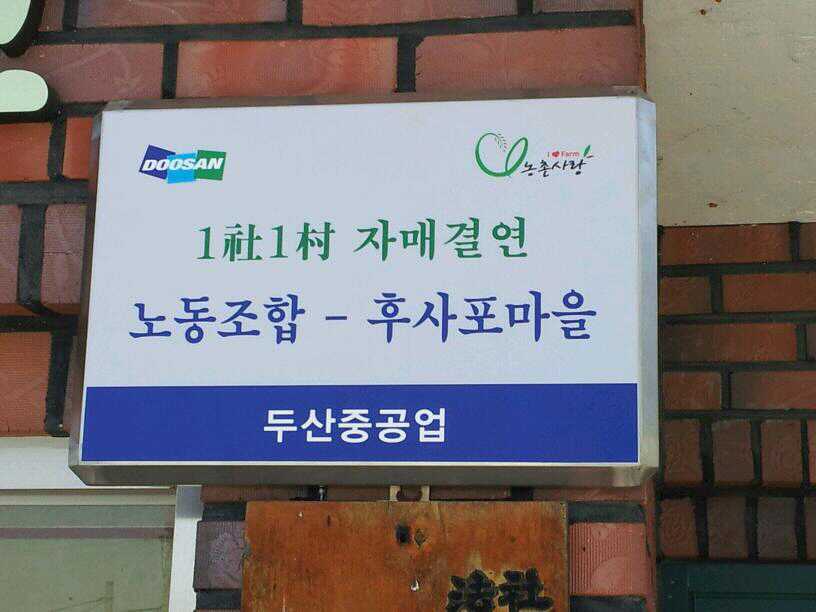 DOOSAN
I ❤ Farm
농촌사랑
1社1村 자매결연
노동조합 - 후사포마을
두산중공업